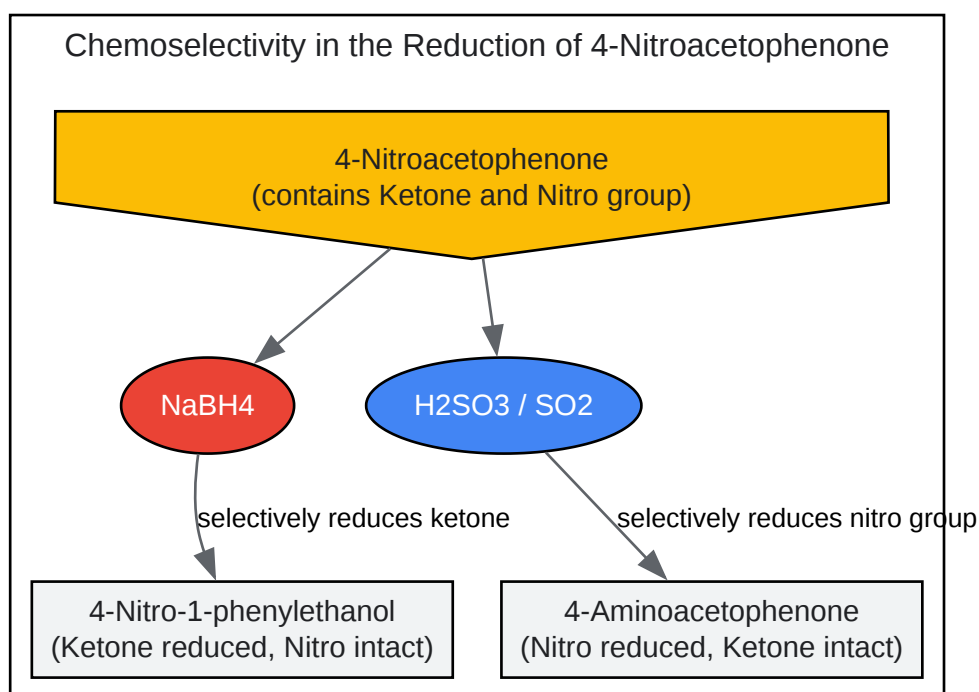 Chemoselectivity in the Reduction of 4-Nitroacetophenone
4-Nitroacetophenone
(contains Ketone and Nitro group)
NaBH4
H2SO3 / SO2
selectively reduces ketone
selectively reduces nitro group
4-Nitro-1-phenylethanol
(Ketone reduced, Nitro intact)
4-Aminoacetophenone
(Nitro reduced, Ketone intact)